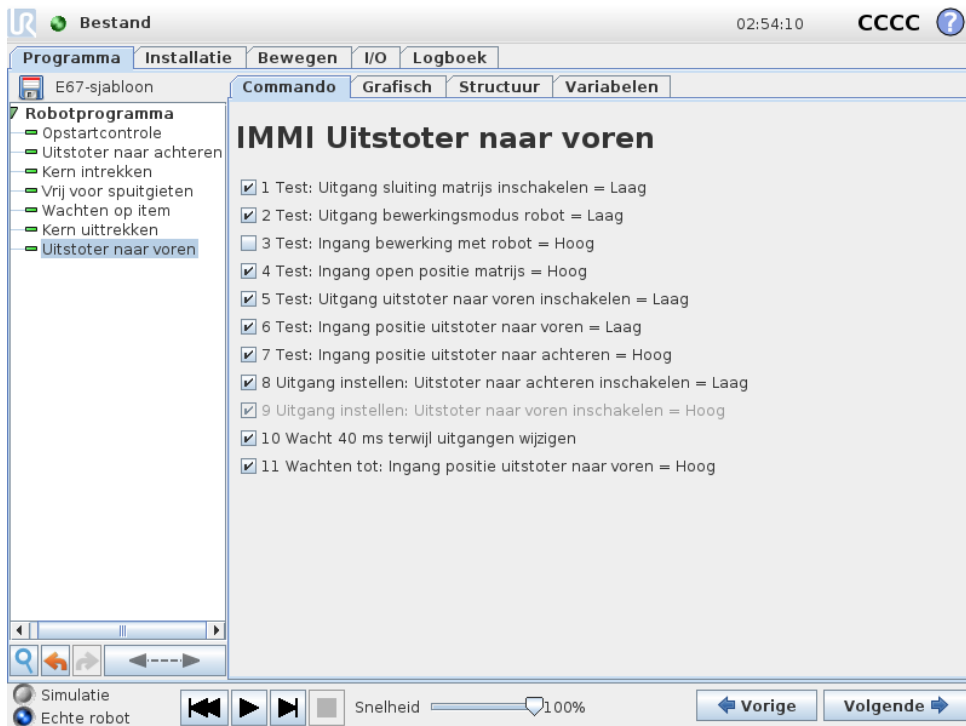 UR
Bestand
02:54:10
CCCC
?
Programma
Installatie
Bewegen
I/O
Logboek
E67-sjabloon
Commando
Grafisch
Structuur
Variabelen
Robotprogramma
Opstartcontrole
Uitstoter naar achteren
Kern intrekken
Vrij voor spuitgieten
Wachten op item
Kern uittrekken
Uitstoter naar voren
IMMI Uitstoter naar voren
1 Test: Uitgang sluiting matrijs inschakelen = Laag
2 Test: Uitgang bewerkingsmodus robot = Laag
3 Test: Ingang bewerking met robot = Hoog
4 Test: Ingang open positie matrijs = Hoog
5 Test: Uitgang uitstoter naar voren inschakelen = Laag
6 Test: Ingang positie uitstoter naar voren = Laag
7 Test: Ingang positie uitstoter naar achteren = Hoog
8 Uitgang instellen: Uitstoter naar achteren inschakelen = Laag
9 Uitgang instellen: Uitstoter naar voren inschakelen = Hoog
10 Wacht 40 ms terwijl uitgangen wijzigen
11 Wachten tot: Ingang positie uitstoter naar voren = Hoog
Simulatie
Echte robot
Snelheid
100%
Vorige
Volgende